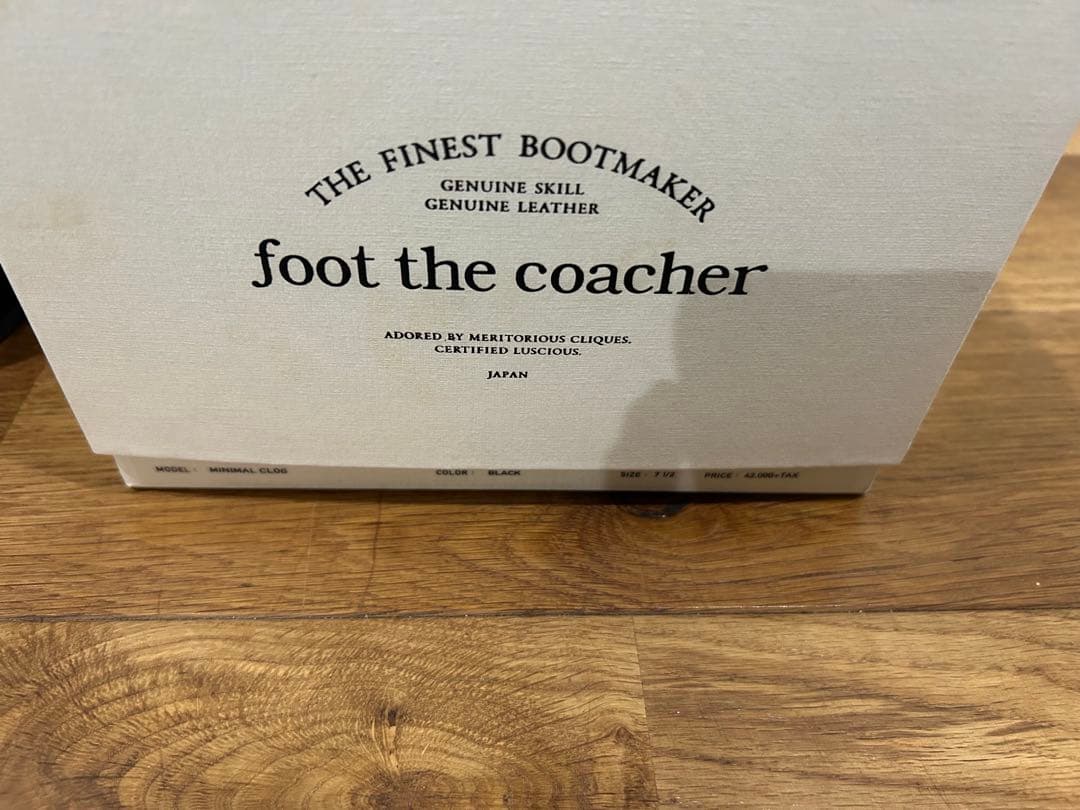 THE FINEST BOOTMAKER
GENUINE SKILL
GENUINE LEATHER
foot the coacher
ADORED BY MERITORIOUS CLIQUES.
CERTIFIED LUSCIOUS.
JAPAN
MODEL : MINIMAL CLOG COLOR : BLACK SIZE : 7 1/2 PRICE : 42,000+TAX